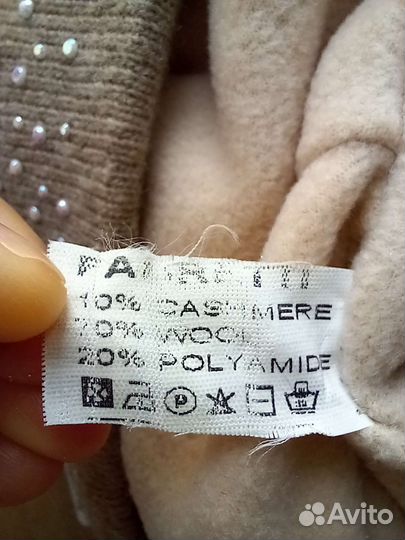 10% CASHMERE
70% WOOL
20% POLYAMIDE
P
Avito